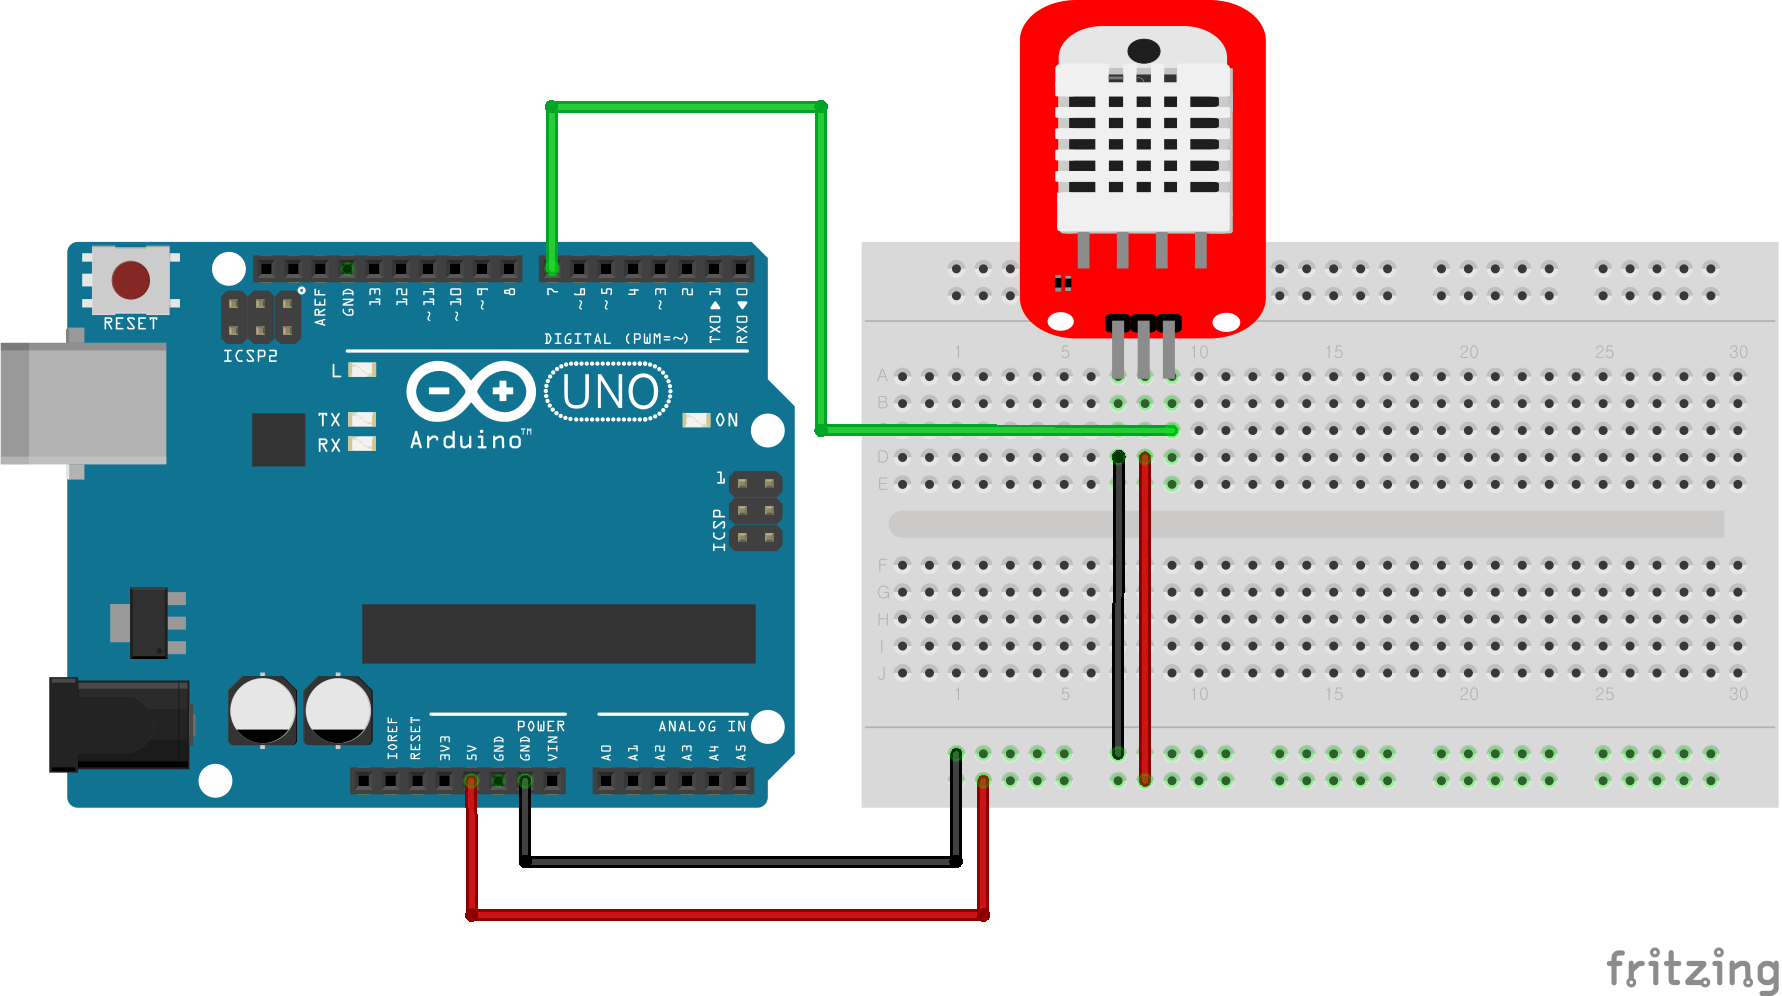 RESET
ICSP2
AREF
GND
13
12
~11
~10
~9
8
7
~6
~5
4
~3
2
TX0▶1
RX0◀0
DIGITAL (PWM=~)
L
TX
RX
UNO
Arduino™
ON
1
ICSP
IOREF
RESET
3V3
5V
GND
GND
VIN
POWER
ANALOG IN
A0
A1
A2
A3
A4
A5
1 5 10 15 20 25 30
A
B
D
E
F
G
H
I
J
1 5 10 15 20 25 30
fritzing